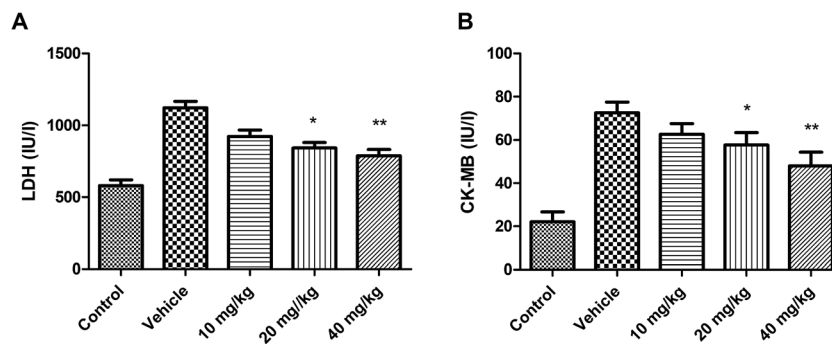 A
LDH (IU/l)
1500
1000
500
0
*
**
Control
Vehicle
10 mg/kg
20 mg//kg
40 mg/kg
B
CK-MB (IU/l)
100
80
60
40
20
0
*
**
Control
Vehicle
10 mg/kg
20 mg/kg
40 mg/kg